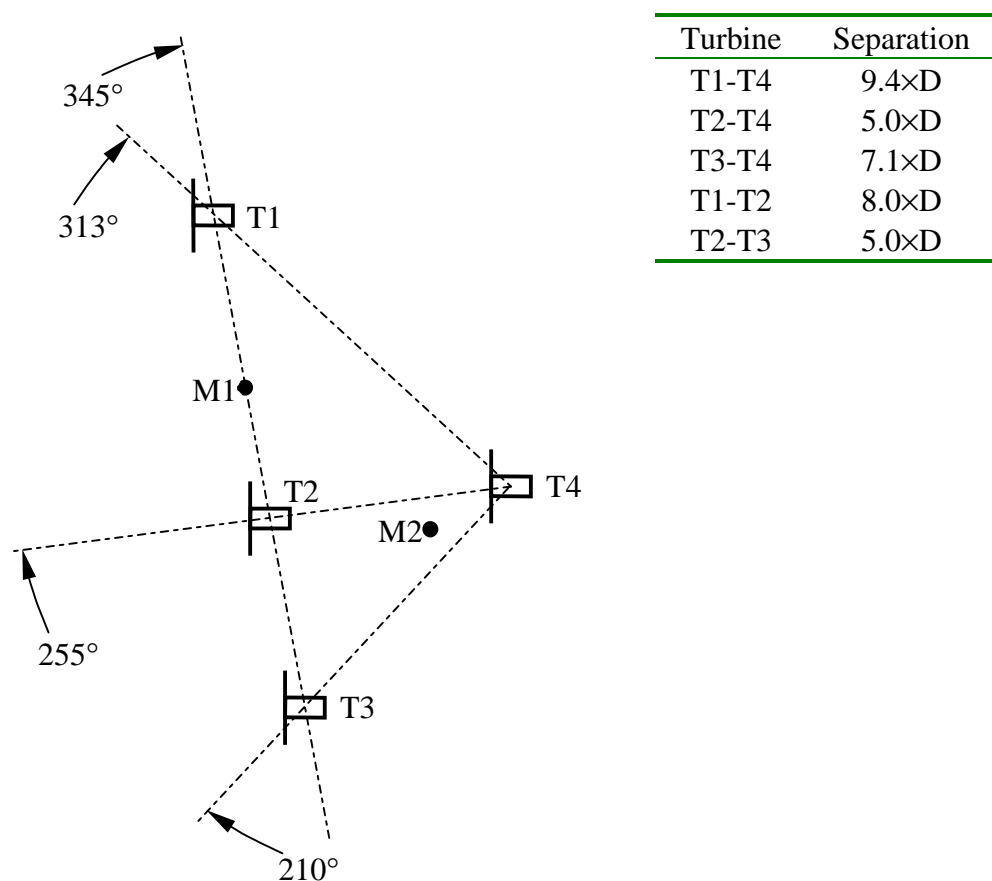 Turbine Separation
T1-T4 9.4×D
T2-T4 5.0×D
T3-T4 7.1×D
T1-T2 8.0×D
T2-T3 5.0×D
345°
313°
T1
M1
T2
T4
M2
255°
T3
210°